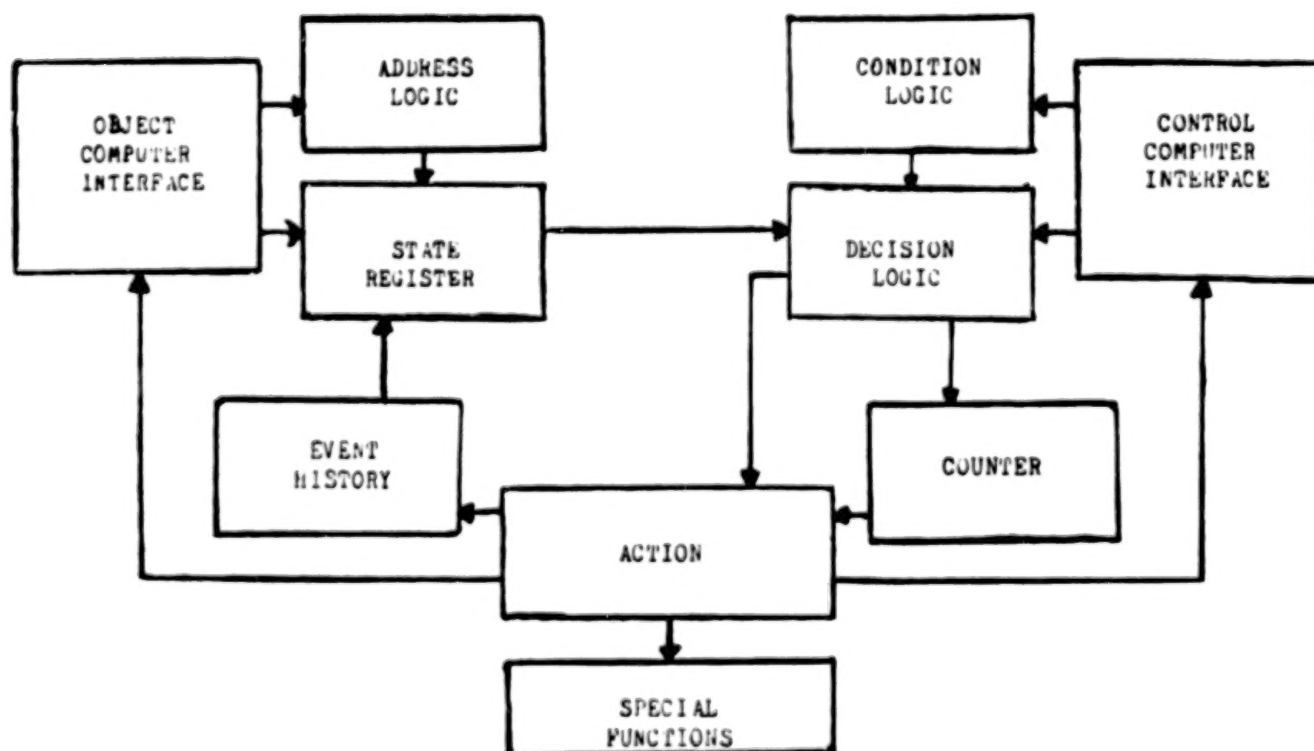 ADDRESS
LOGIC
CONDITION
LOGIC
OBJECT
COMPUTER
INTERFACE
CONTROL
COMPUTER
INTERFACE
STATE
REGISTER
DECISION
LOGIC
EVENT
HISTORY
COUNTER
ACTION
SPECIAL
FUNCTIONS